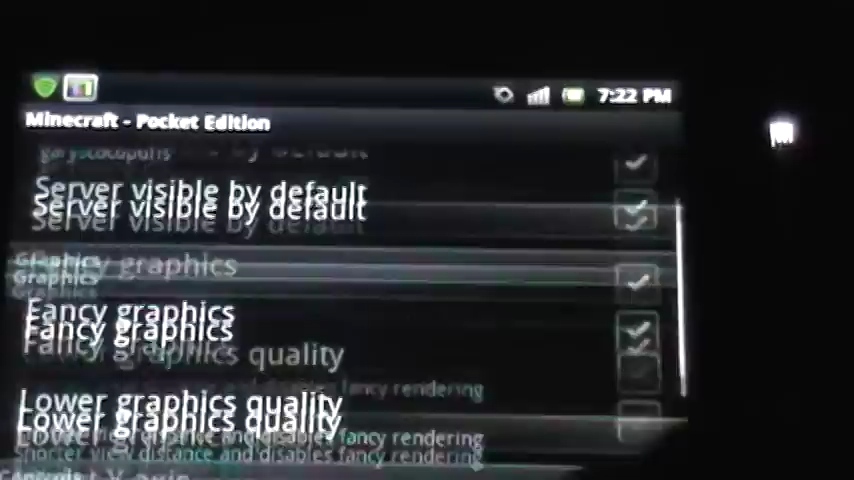 7:22 PM
Minecraft - Pocket Edition
Server visible by default
Graphics
Fancy graphics
Lower graphics quality
Shorter view distance and disables fancy rendering